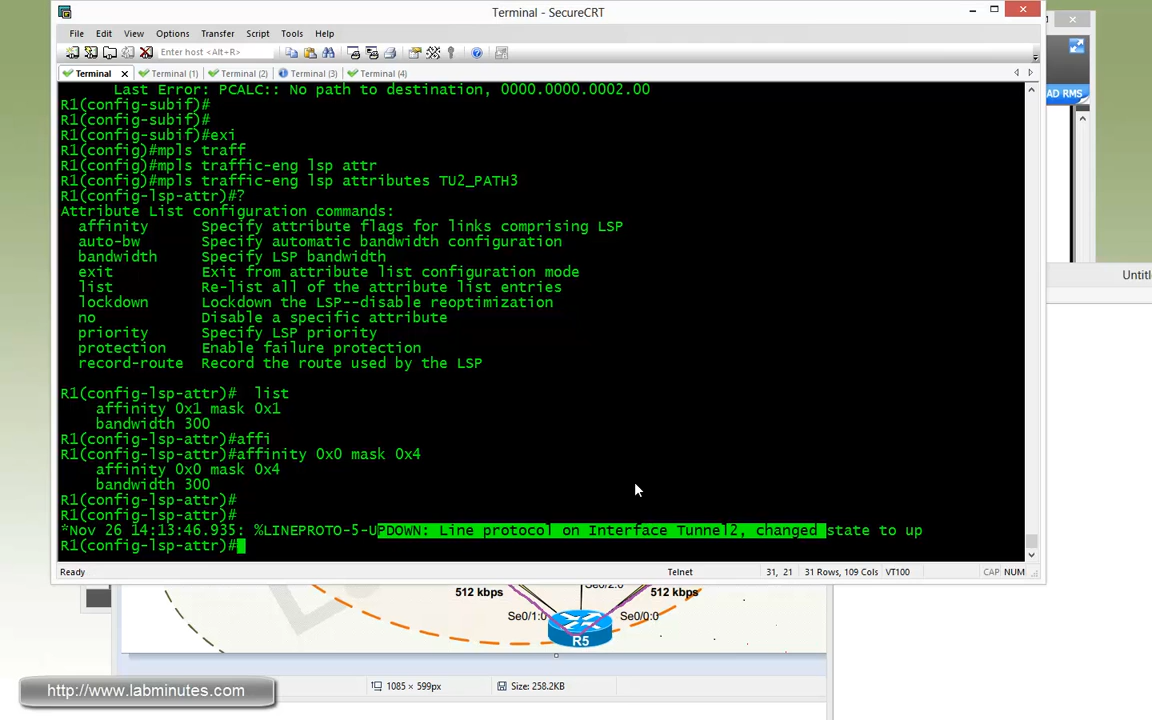 Terminal - SecureCRT
File Edit View Options Transfer Script Tools Help
Enter host <Alt+R>
Terminal Terminal (1) Terminal (2) Terminal (3) Terminal (4)
Last Error: PCALC:: No path to destination, 0000.0000.0002.00
R1(config-subif)#
R1(config-subif)#
R1(config-subif)#exi
R1(config)#mpls traff
R1(config)#mpls traffic-eng lsp attr
R1(config)#mpls traffic-eng lsp attributes TU2_PATH3
R1(config-lsp-attr)#?
Attribute List configuration commands:
affinity Specify attribute flags for links comprising LSP
auto-bw Specify automatic bandwidth configuration
bandwidth Specify LSP bandwidth
exit Exit from attribute list configuration mode
list Re-list all of the attribute list entries
lockdown Lockdown the LSP--disable reoptimization
no Disable a specific attribute
priority Specify LSP priority
protection Enable failure protection
record-route Record the route used by the LSP
R1(config-lsp-attr)# list
affinity 0x1 mask 0x1
bandwidth 300
R1(config-lsp-attr)#affi
R1(config-lsp-attr)#affinity 0x0 mask 0x4
affinity 0x0 mask 0x4
bandwidth 300
R1(config-lsp-attr)#
R1(config-lsp-attr)#
*Nov 26 14:13:46.935: %LINEPROTO-5-UPDOWN: Line protocol on Interface Tunnel2, changed state to up
R1(config-lsp-attr)#
Ready Telnet 31, 21 31 Rows, 109 Cols VT100 CAP NUM
AD RMS
Untitl
Se0/2:0
512 kbps 512 kbps
Se0/1:0 Se0/0:0
R5
1085 × 599px Size: 258.2KB
http://www.labminutes.com